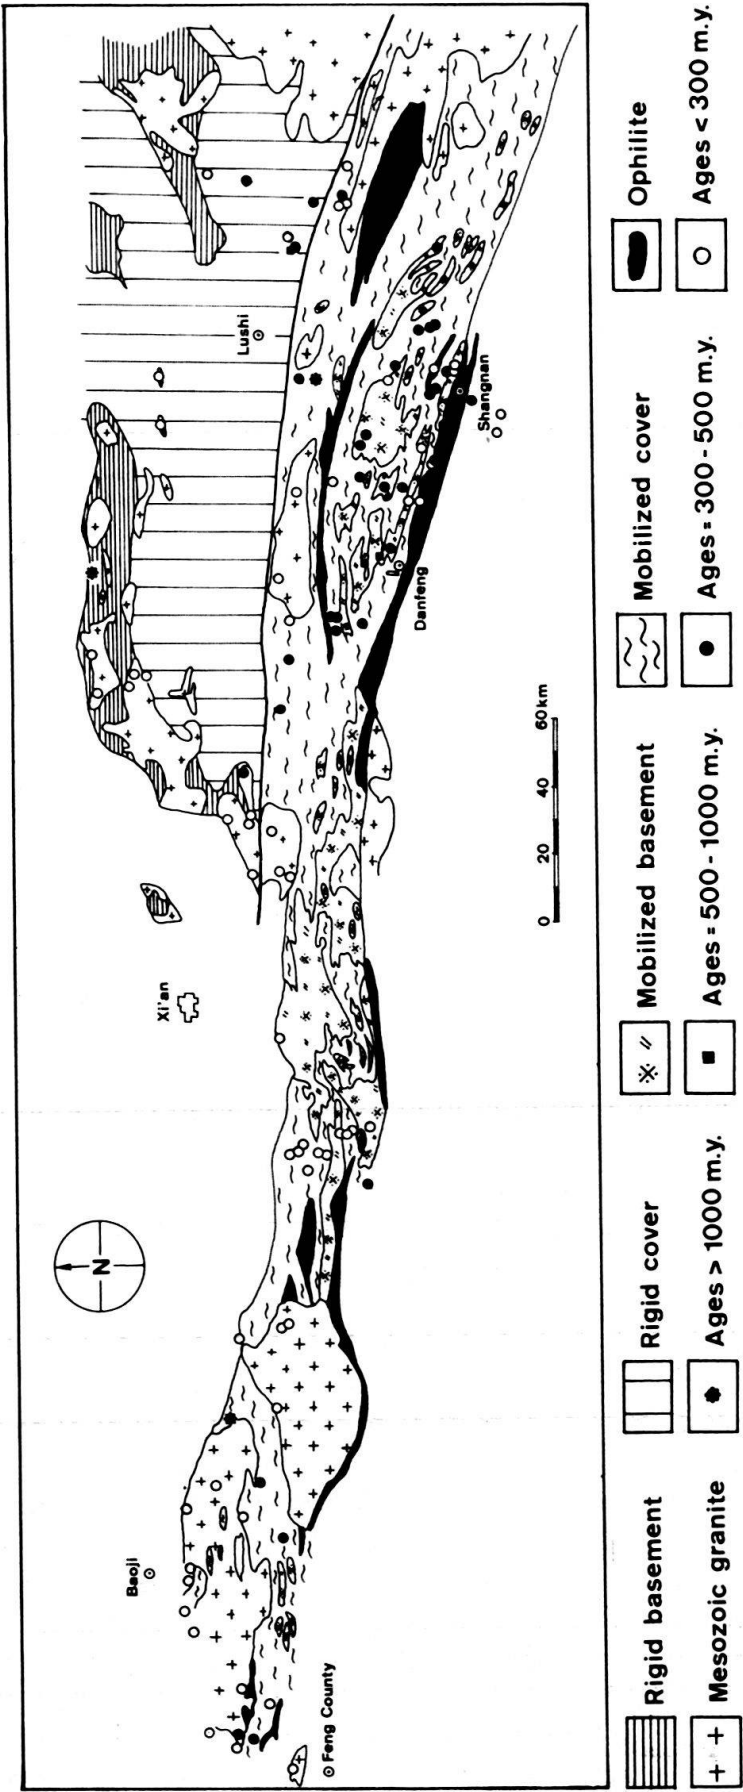 N
Baoji
Xi'an
Lushi
Feng County
Danfeng
Shangnan
0 20 40 60km
Rigid basement
Rigid cover
Mobilized basement
Mobilized cover
Ophilite
Mesozoic granite
Ages > 1000 m.y.
Ages = 500-1000 m.y.
Ages = 300-500 m.y.
Ages < 300 m.y.